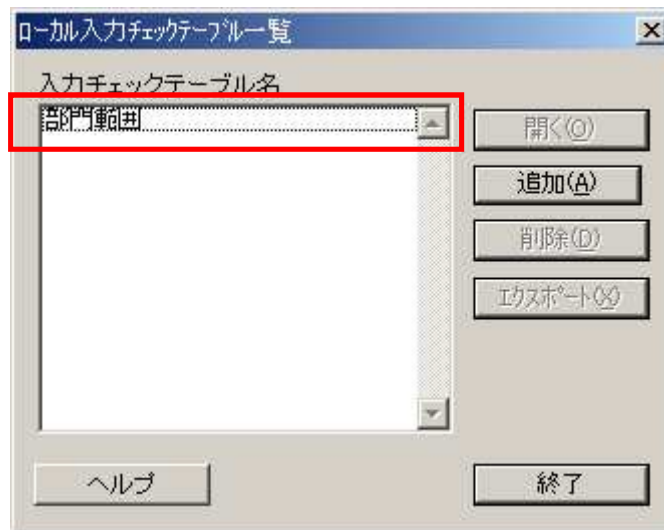 ローカル入力チェックテーブル一覧
入力チェックテーブル名
部門範囲
開く(O)
追加(A)
削除(D)
エクスポート(X)
ヘルプ
終了